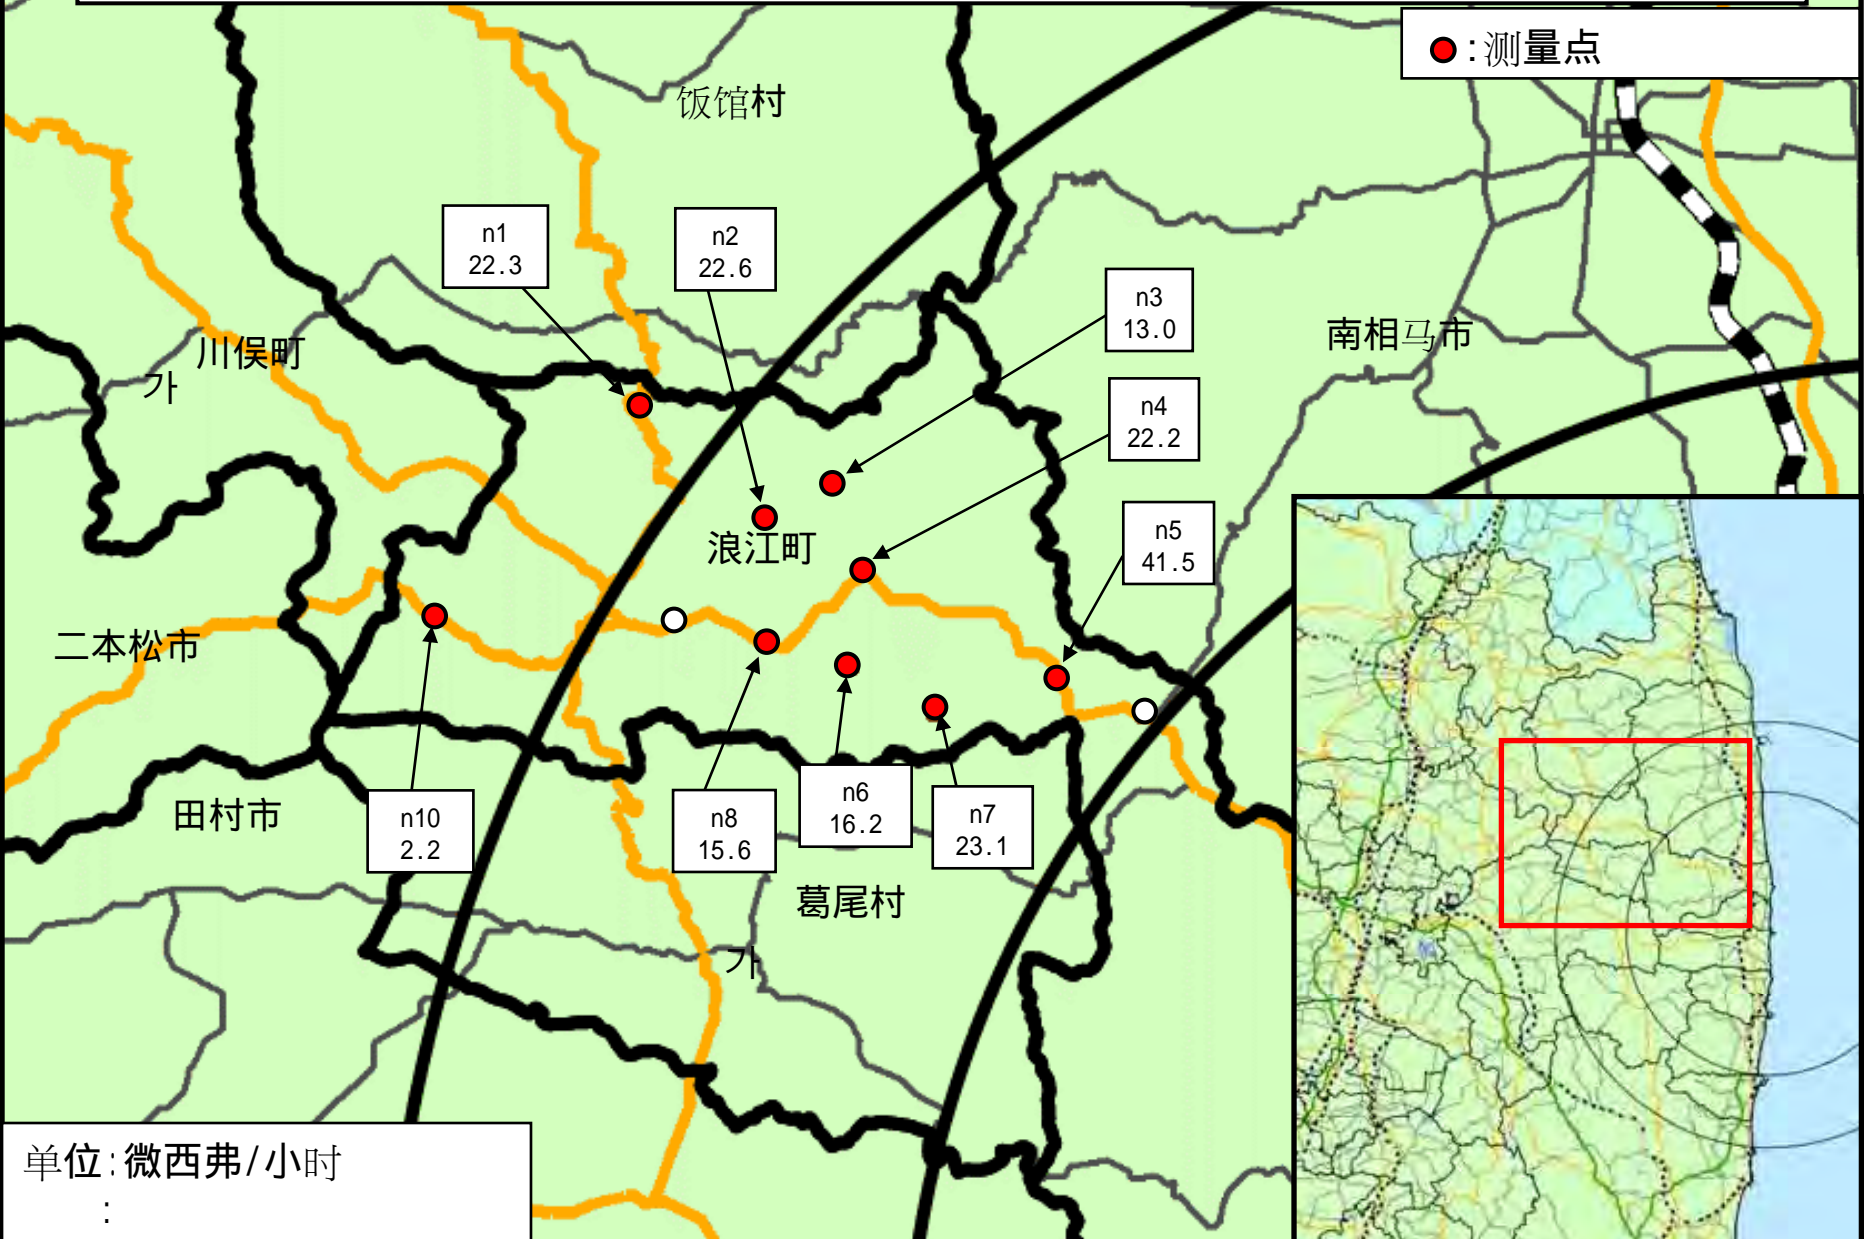 ●:测量点
饭馆村
n1
22.3
n2
22.6
n3
13.0
南相马市
川俣町
가
n4
22.2
n5
41.5
浪江町
二本松市
田村市
n10
2.2
n8
15.6
n6
16.2
n7
23.1
葛尾村
가
单位:微西弗/小时
: